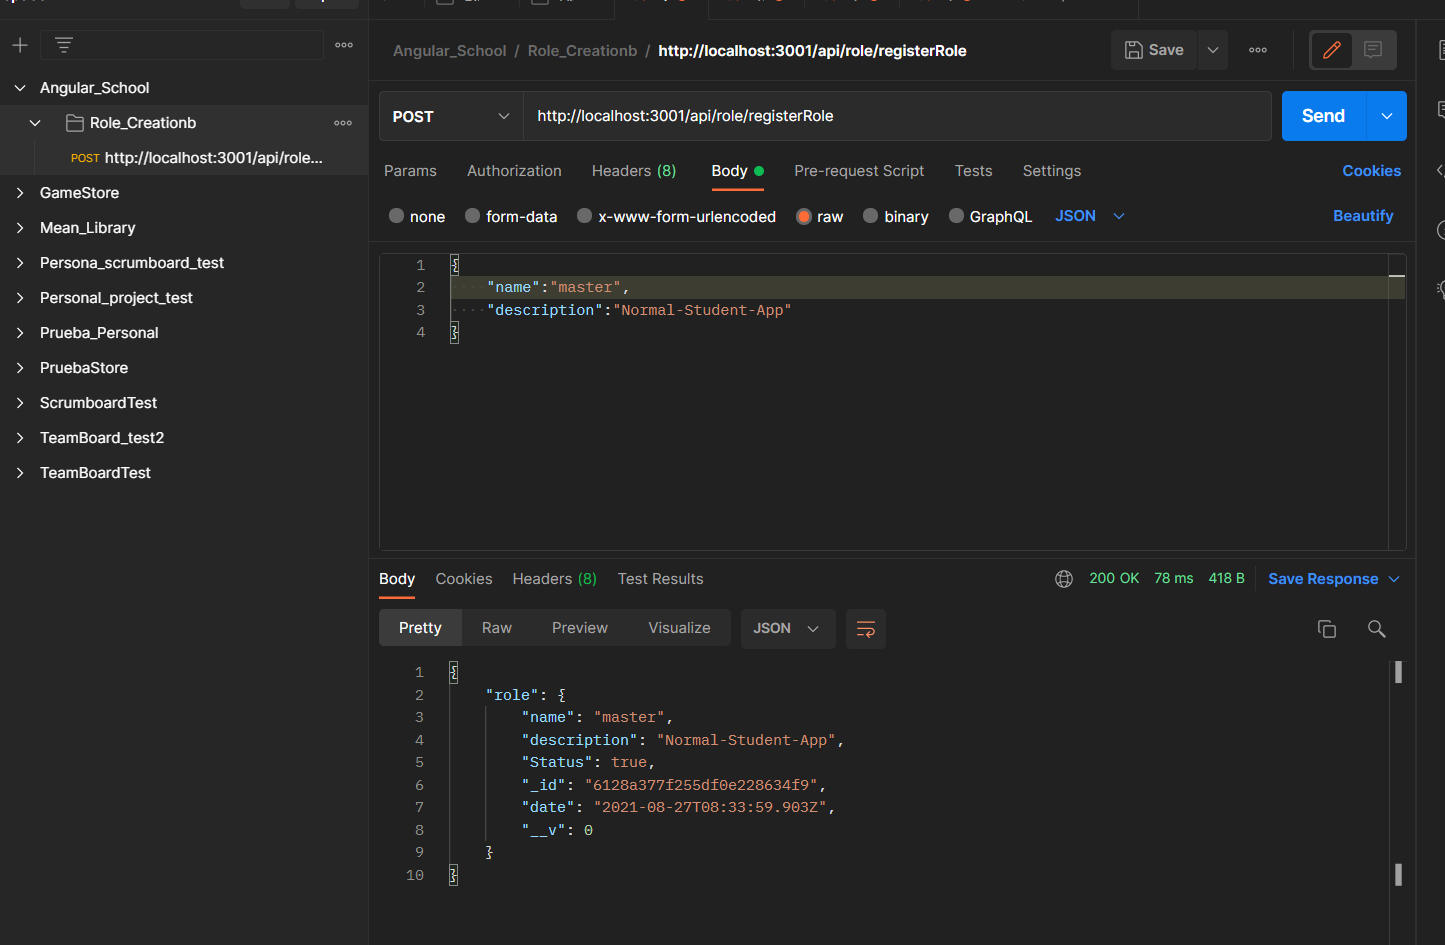 Angular_School / Role_Creationb / http://localhost:3001/api/role/registerRole
Save
Angular_School
Role_Creationb
POST http://localhost:3001/api/role...
GameStore
Mean_Library
Persona_scrumboard_test
Personal_project_test
Prueba_Personal
PruebaStore
ScrumboardTest
TeamBoard_test2
TeamBoardTest
POST http://localhost:3001/api/role/registerRole Send
Params Authorization Headers (8) Body Pre-request Script Tests Settings Cookies
none form-data x-www-form-urlencoded raw binary GraphQL JSON Beautify
1 {
2 "name":"master",
3 "description":"Normal-Student-App"
4 }
Body Cookies Headers (8) Test Results 200 OK 78 ms 418 B Save Response
Pretty Raw Preview Visualize JSON
1 {
2 "role": {
3 "name": "master",
4 "description": "Normal-Student-App",
5 "Status": true,
6 "_id": "6128a377f255df0e228634f9",
7 "date": "2021-08-27T08:33:59.903Z",
8 "__v": 0
9 }
10 }